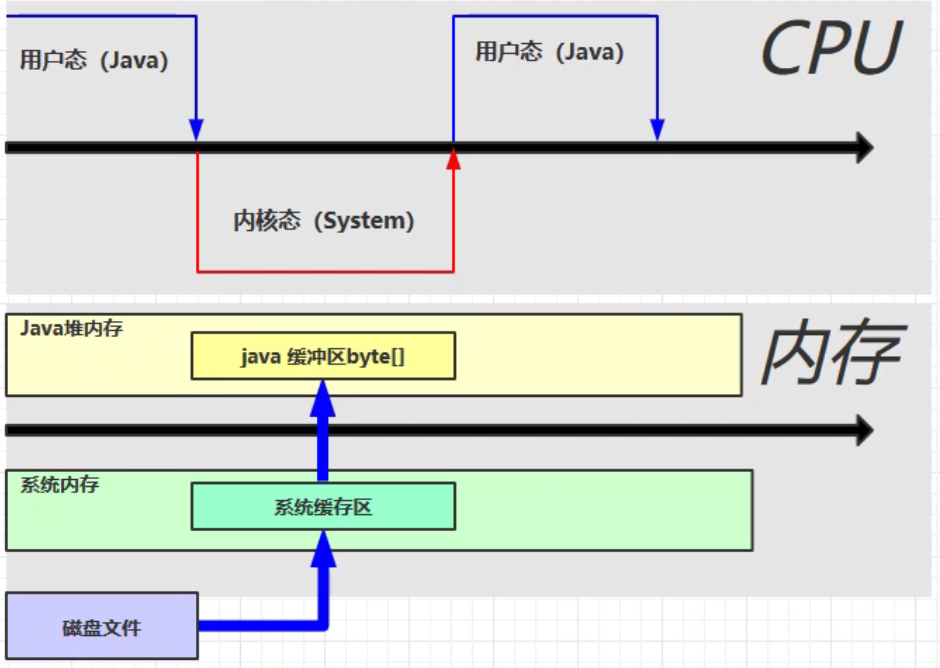 用户态（Java）
用户态（Java）
CPU
内核态（System）
Java堆内存
java 缓冲区byte[]
内存
系统内存
系统缓存区
磁盘文件